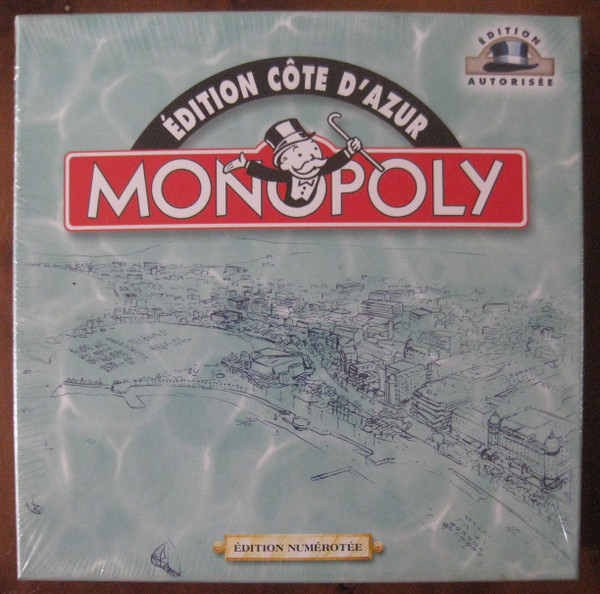 ÉDITION
AUTORISÉE
ÉDITION CÔTE D'AZUR
MONOPOLY
ÉDITION NUMÉROTÉE